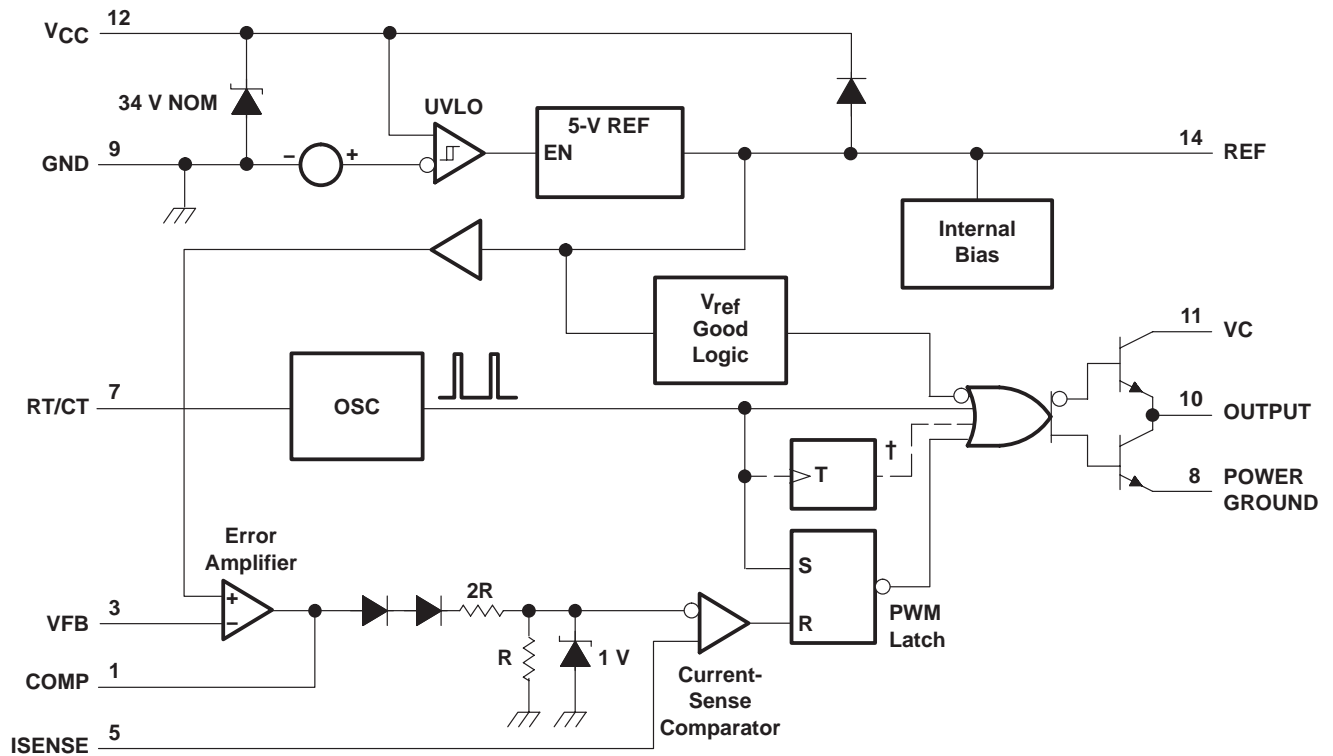 VCC 12
34 V NOM
UVLO
5-V REF
EN
GND 9
− +
14 REF
Internal
Bias
Vref
Good
Logic
11 VC
RT/CT 7
OSC
10 OUTPUT
†
T
8 POWER
GROUND
Error
Amplifier
S
2R
+
−
VFB 3
R
PWM
Latch
R
1 V
COMP 1
Current-
Sense
Comparator
ISENSE 5